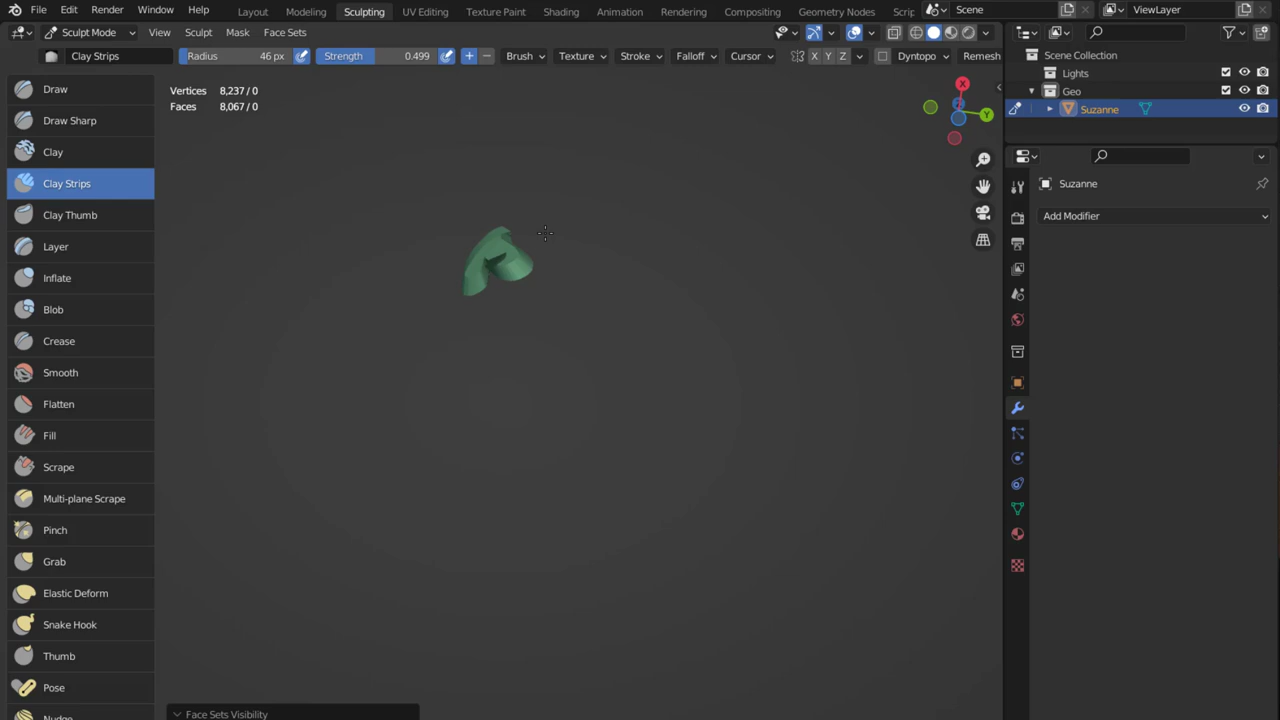 File Edit Render Window Help Layout Modeling Sculpting UV Editing Texture Paint Shading Animation Rendering Compositing Geometry Nodes Scrip Scene ViewLayer
Sculpt Mode View Sculpt Mask Face Sets
Clay Strips Radius 46 px Strength 0.499 Brush Texture Stroke Falloff Cursor X Y Z Dyntopo Remesh
Scene Collection
Lights
Geo
Suzanne
Vertices 8,237 / 0
Faces 8,067 / 0
X
Y
Z
Draw
Draw Sharp
Clay
Clay Strips
Clay Thumb
Layer
Inflate
Blob
Crease
Smooth
Flatten
Fill
Scrape
Multi-plane Scrape
Pinch
Grab
Elastic Deform
Snake Hook
Thumb
Pose
Nudge
Face Sets Visibility
Suzanne
Add Modifier